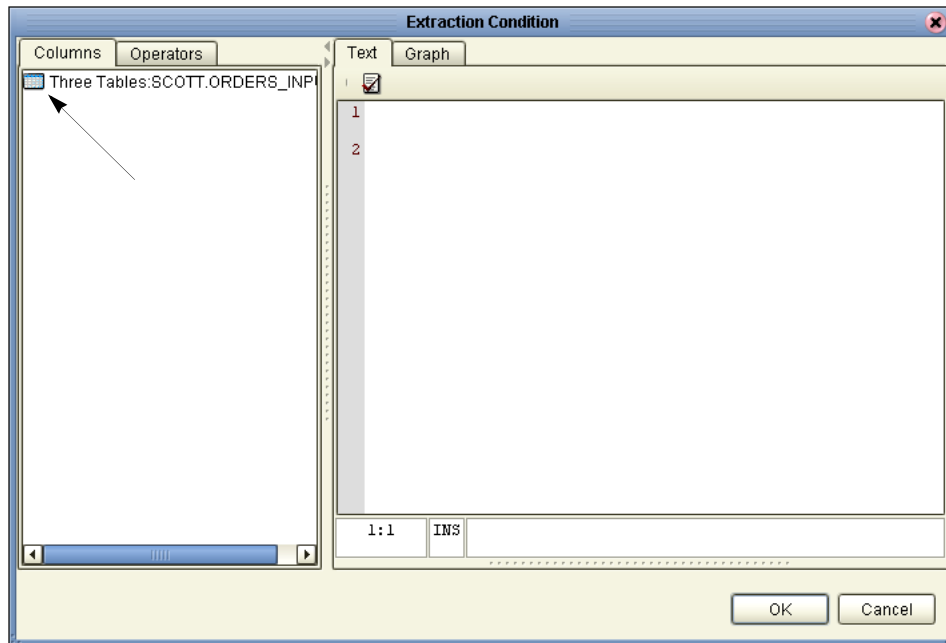 Extraction Condition
Columns Operators
Text Graph
Three Tables:SCOTT.ORDERS_INP
1
2
1:1 INS
OK Cancel